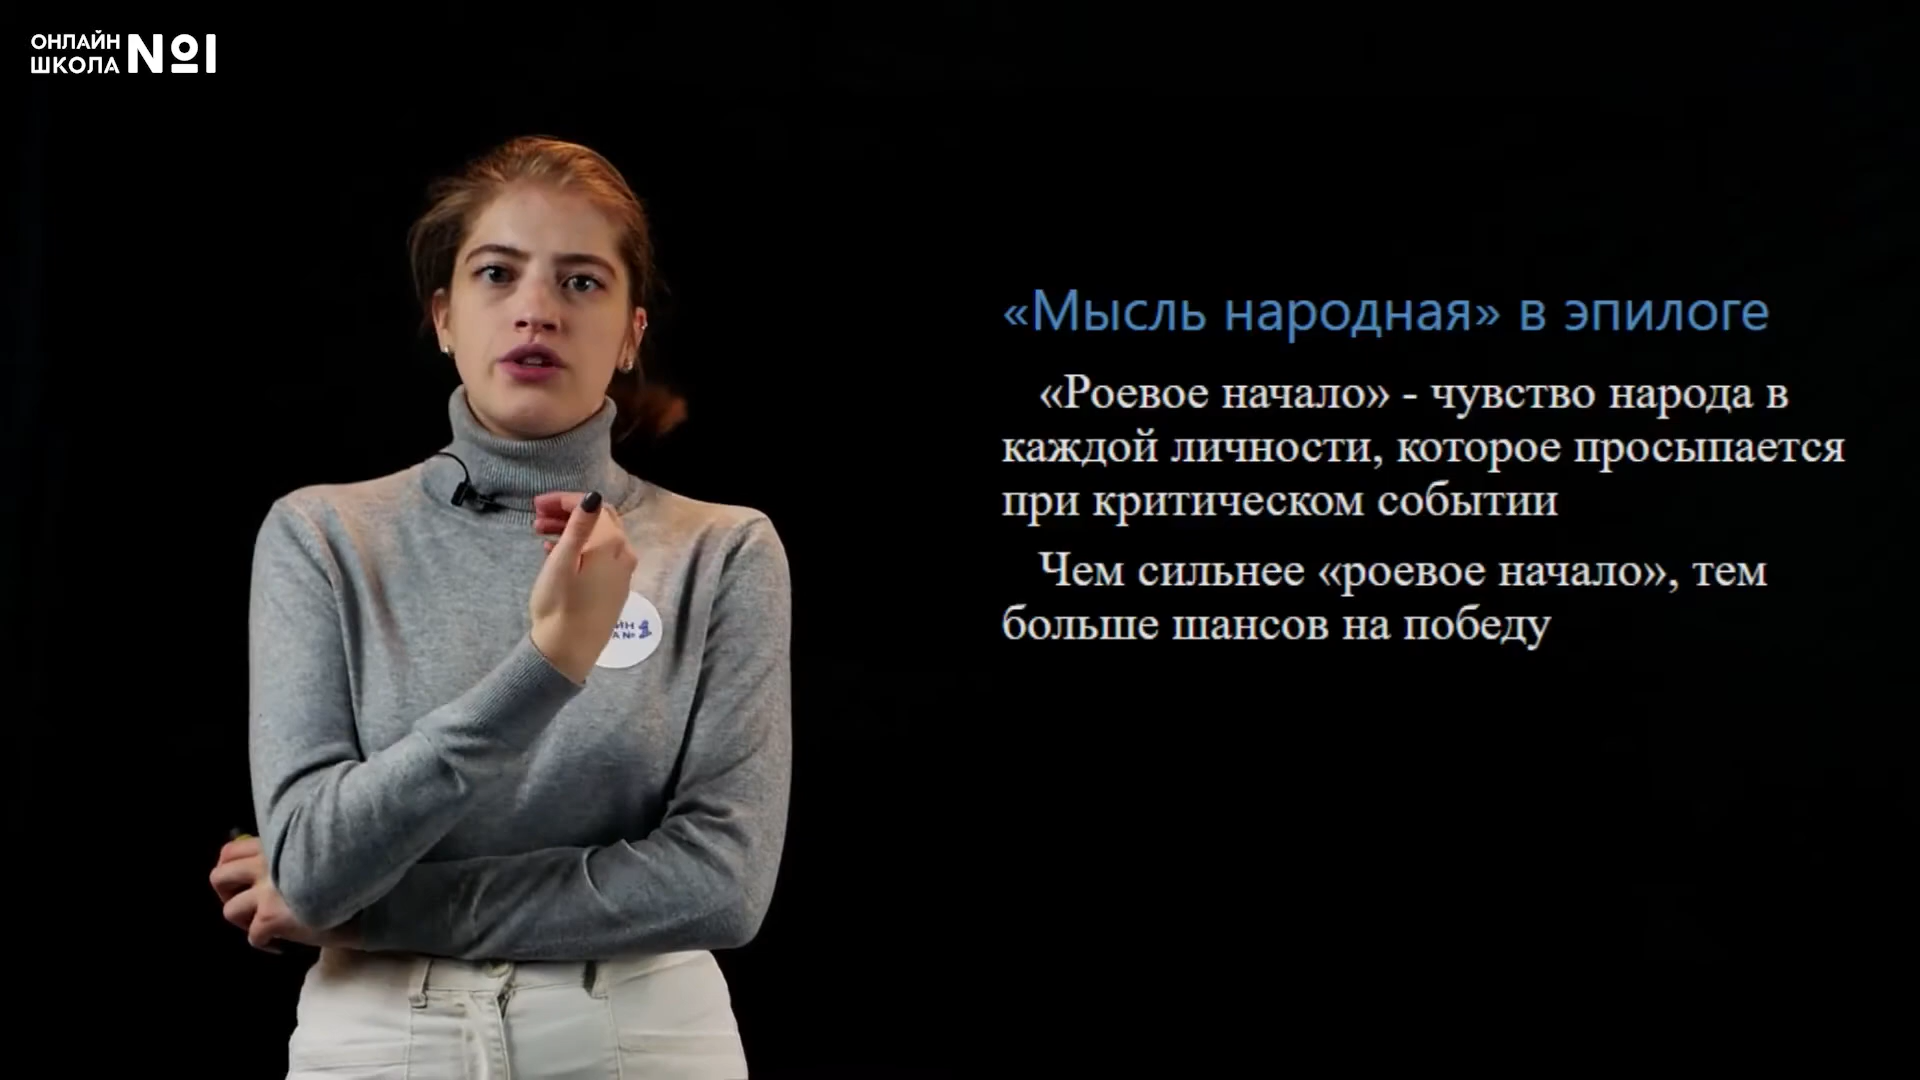 ОНЛАЙН
ШКОЛА №1
«Мысль народная» в эпилоге
«Роевое начало» - чувство народа в
каждой личности, которое просыпается
при критическом событии
Чем сильнее «роевое начало», тем
больше шансов на победу